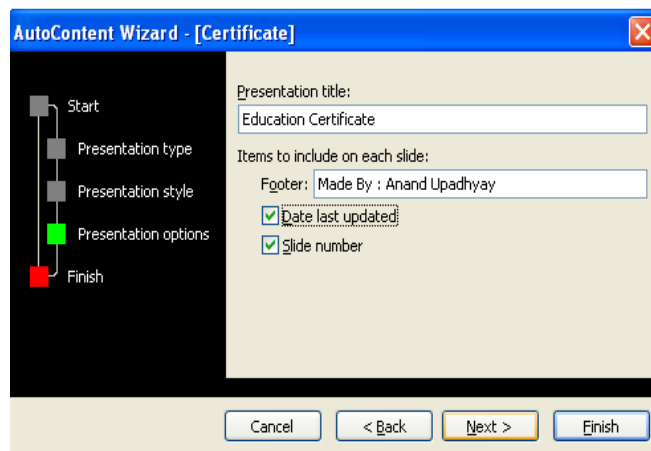 AutoContent Wizard - [Certificate]
Start
Presentation type
Presentation style
Presentation options
Finish
Presentation title:
Education Certificate
Items to include on each slide:
Footer: Made By : Anand Upadhyay
Date last updated
Slide number
Cancel < Back Next > Finish